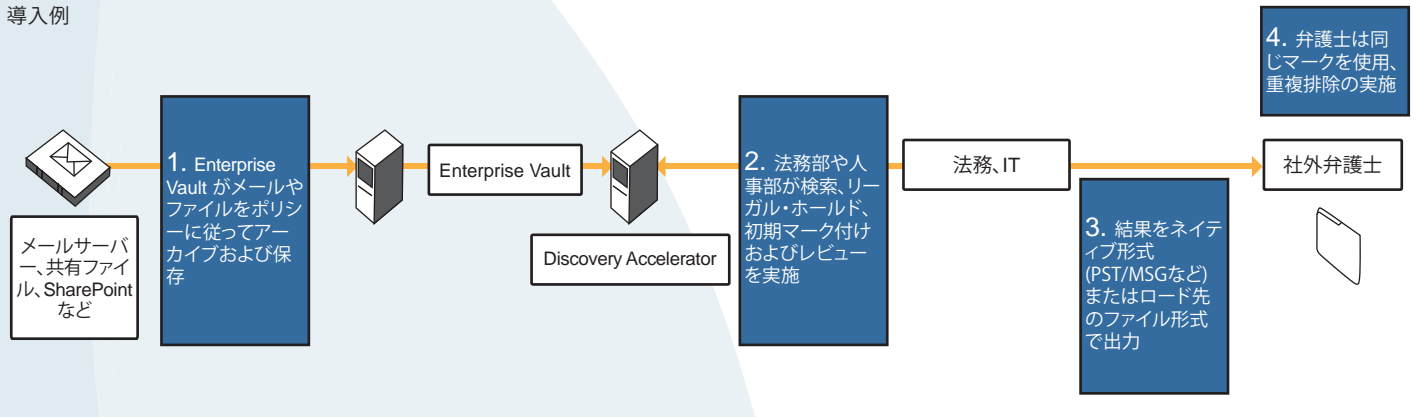 導入例
メールサーバ
ー、共有ファイ
ル、SharePoint
など
1. Enterprise
Vault がメールや
ファイルをポリシ
ーに従ってアー
カイブおよび保
存
Enterprise Vault
Discovery Accelerator
2. 法務部や人
事部が検索、リー
ガル・ホールド、
初期マーク付け
およびレビュー
を実施
法務、IT
3. 結果をネイテ
ィブ形式
(PST/MSGなど)
またはロード先
のファイル形式
で出力
4. 弁護士は同
じマークを使用、
重複排除の実施
社外弁護士